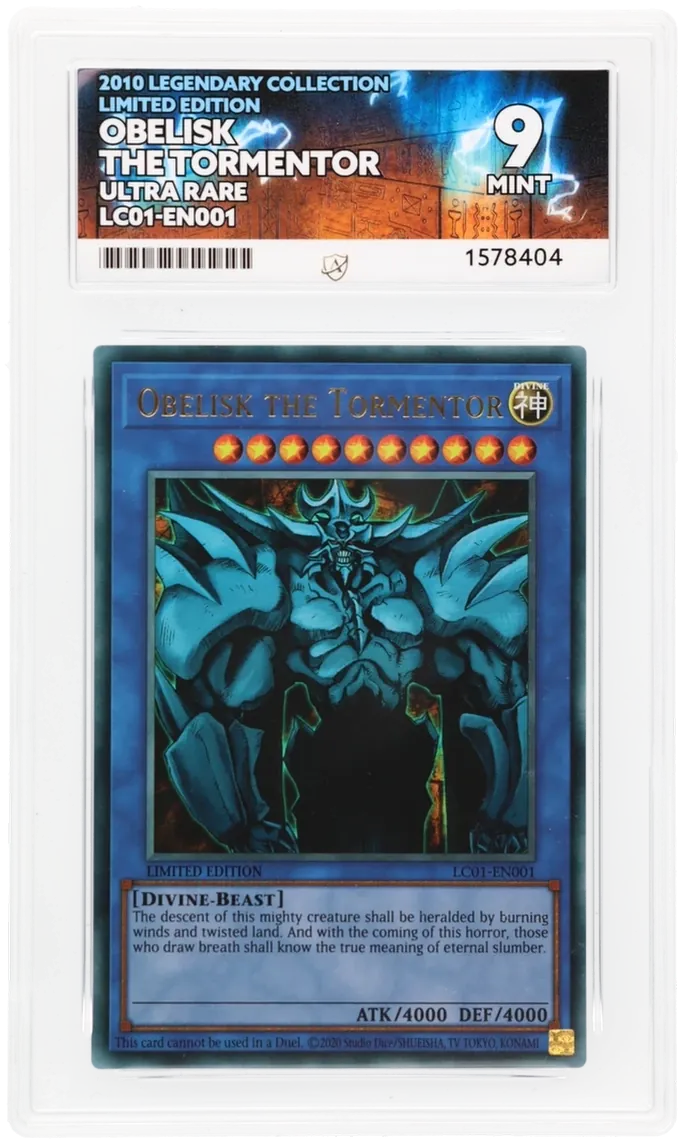 2010 LEGENDARY COLLECTION
LIMITED EDITION
OBELISK
THE TORMENTOR
ULTRA RARE
LC01-EN001
9
MINT
1578404
OBELISK THE TORMENTOR
DIVINE
神
LIMITED EDITION LC01-EN001
[DIVINE-BEAST]
The descent of this mighty creature shall be heralded by burning
winds and twisted land. And with the coming of this horror, those
who draw breath shall know the true meaning of eternal slumber.
ATK/4000 DEF/4000
This card cannot be used in a Duel. ©2020 Studio Dice/SHUEISHA, TV TOKYO, KONAMI